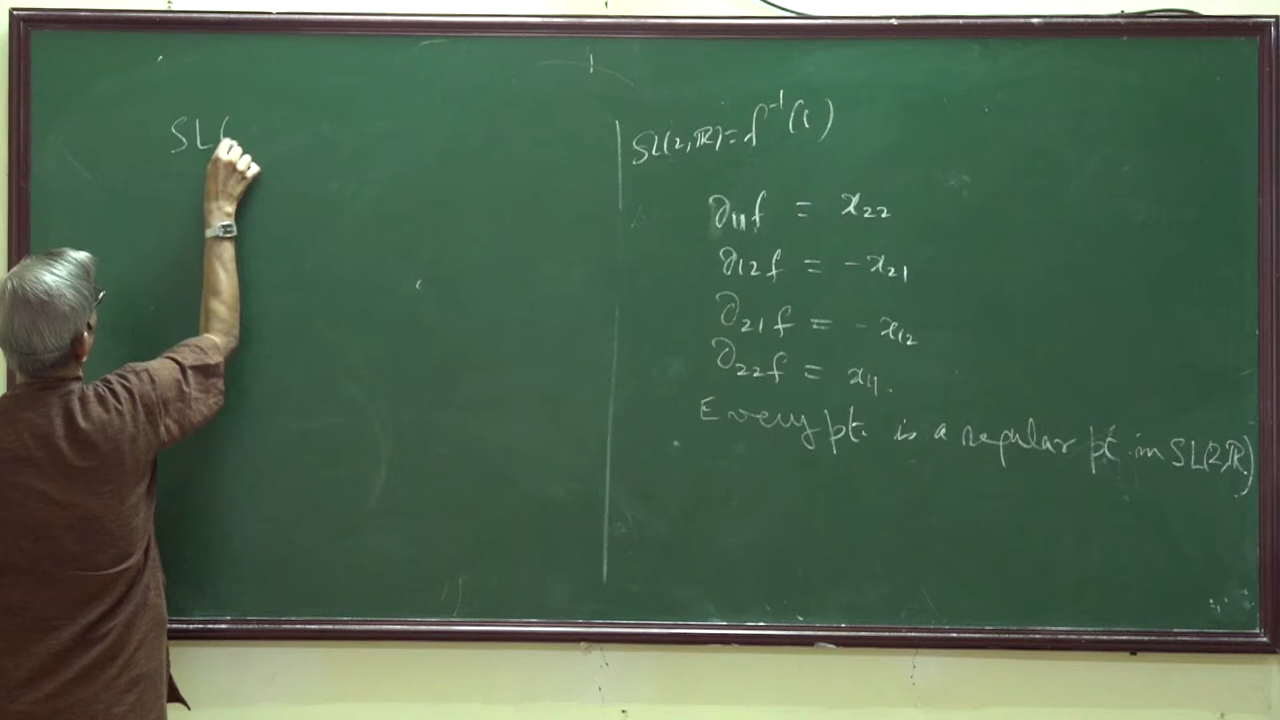 SL(
SL(2,ℝ)= f⁻¹(1)
∂₁₁f = x₂₂
∂₁₂f = -x₂₁
∂₂₁f = -x₁₂
∂₂₂f = x₁₁.
Every pt. is a regular pt. in SL(2,ℝ).